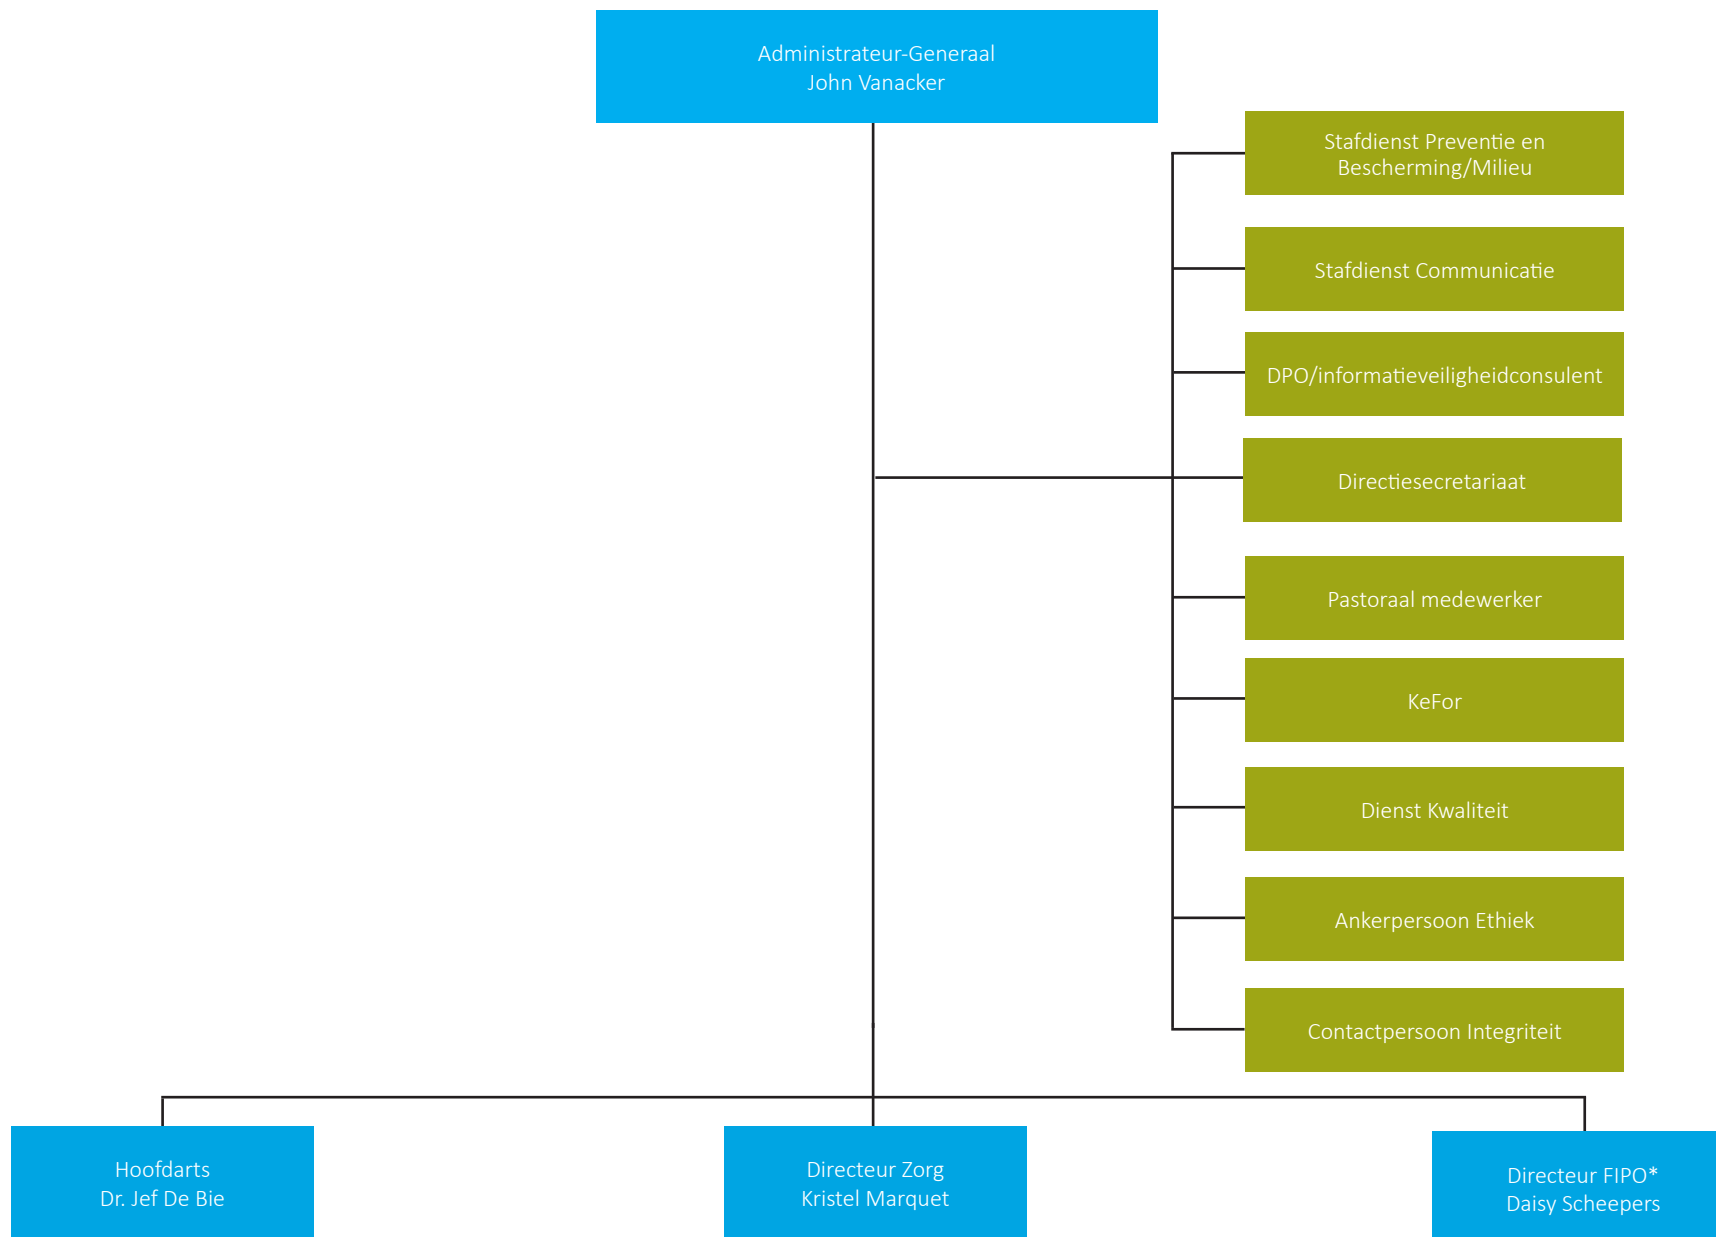 Administrateur-Generaal
John Vanacker
Stafdienst Preventie en
Bescherming/Milieu
Stafdienst Communicatie
DPO/informatieveiligheidconsulent
Directiesecretariaat
Pastoraal medewerker
KeFor
Dienst Kwaliteit
Ankerpersoon Ethiek
Contactpersoon Integriteit
Hoofdarts
Dr. Jef De Bie
Directeur Zorg
Kristel Marquet
Directeur FIPO*
Daisy Scheepers